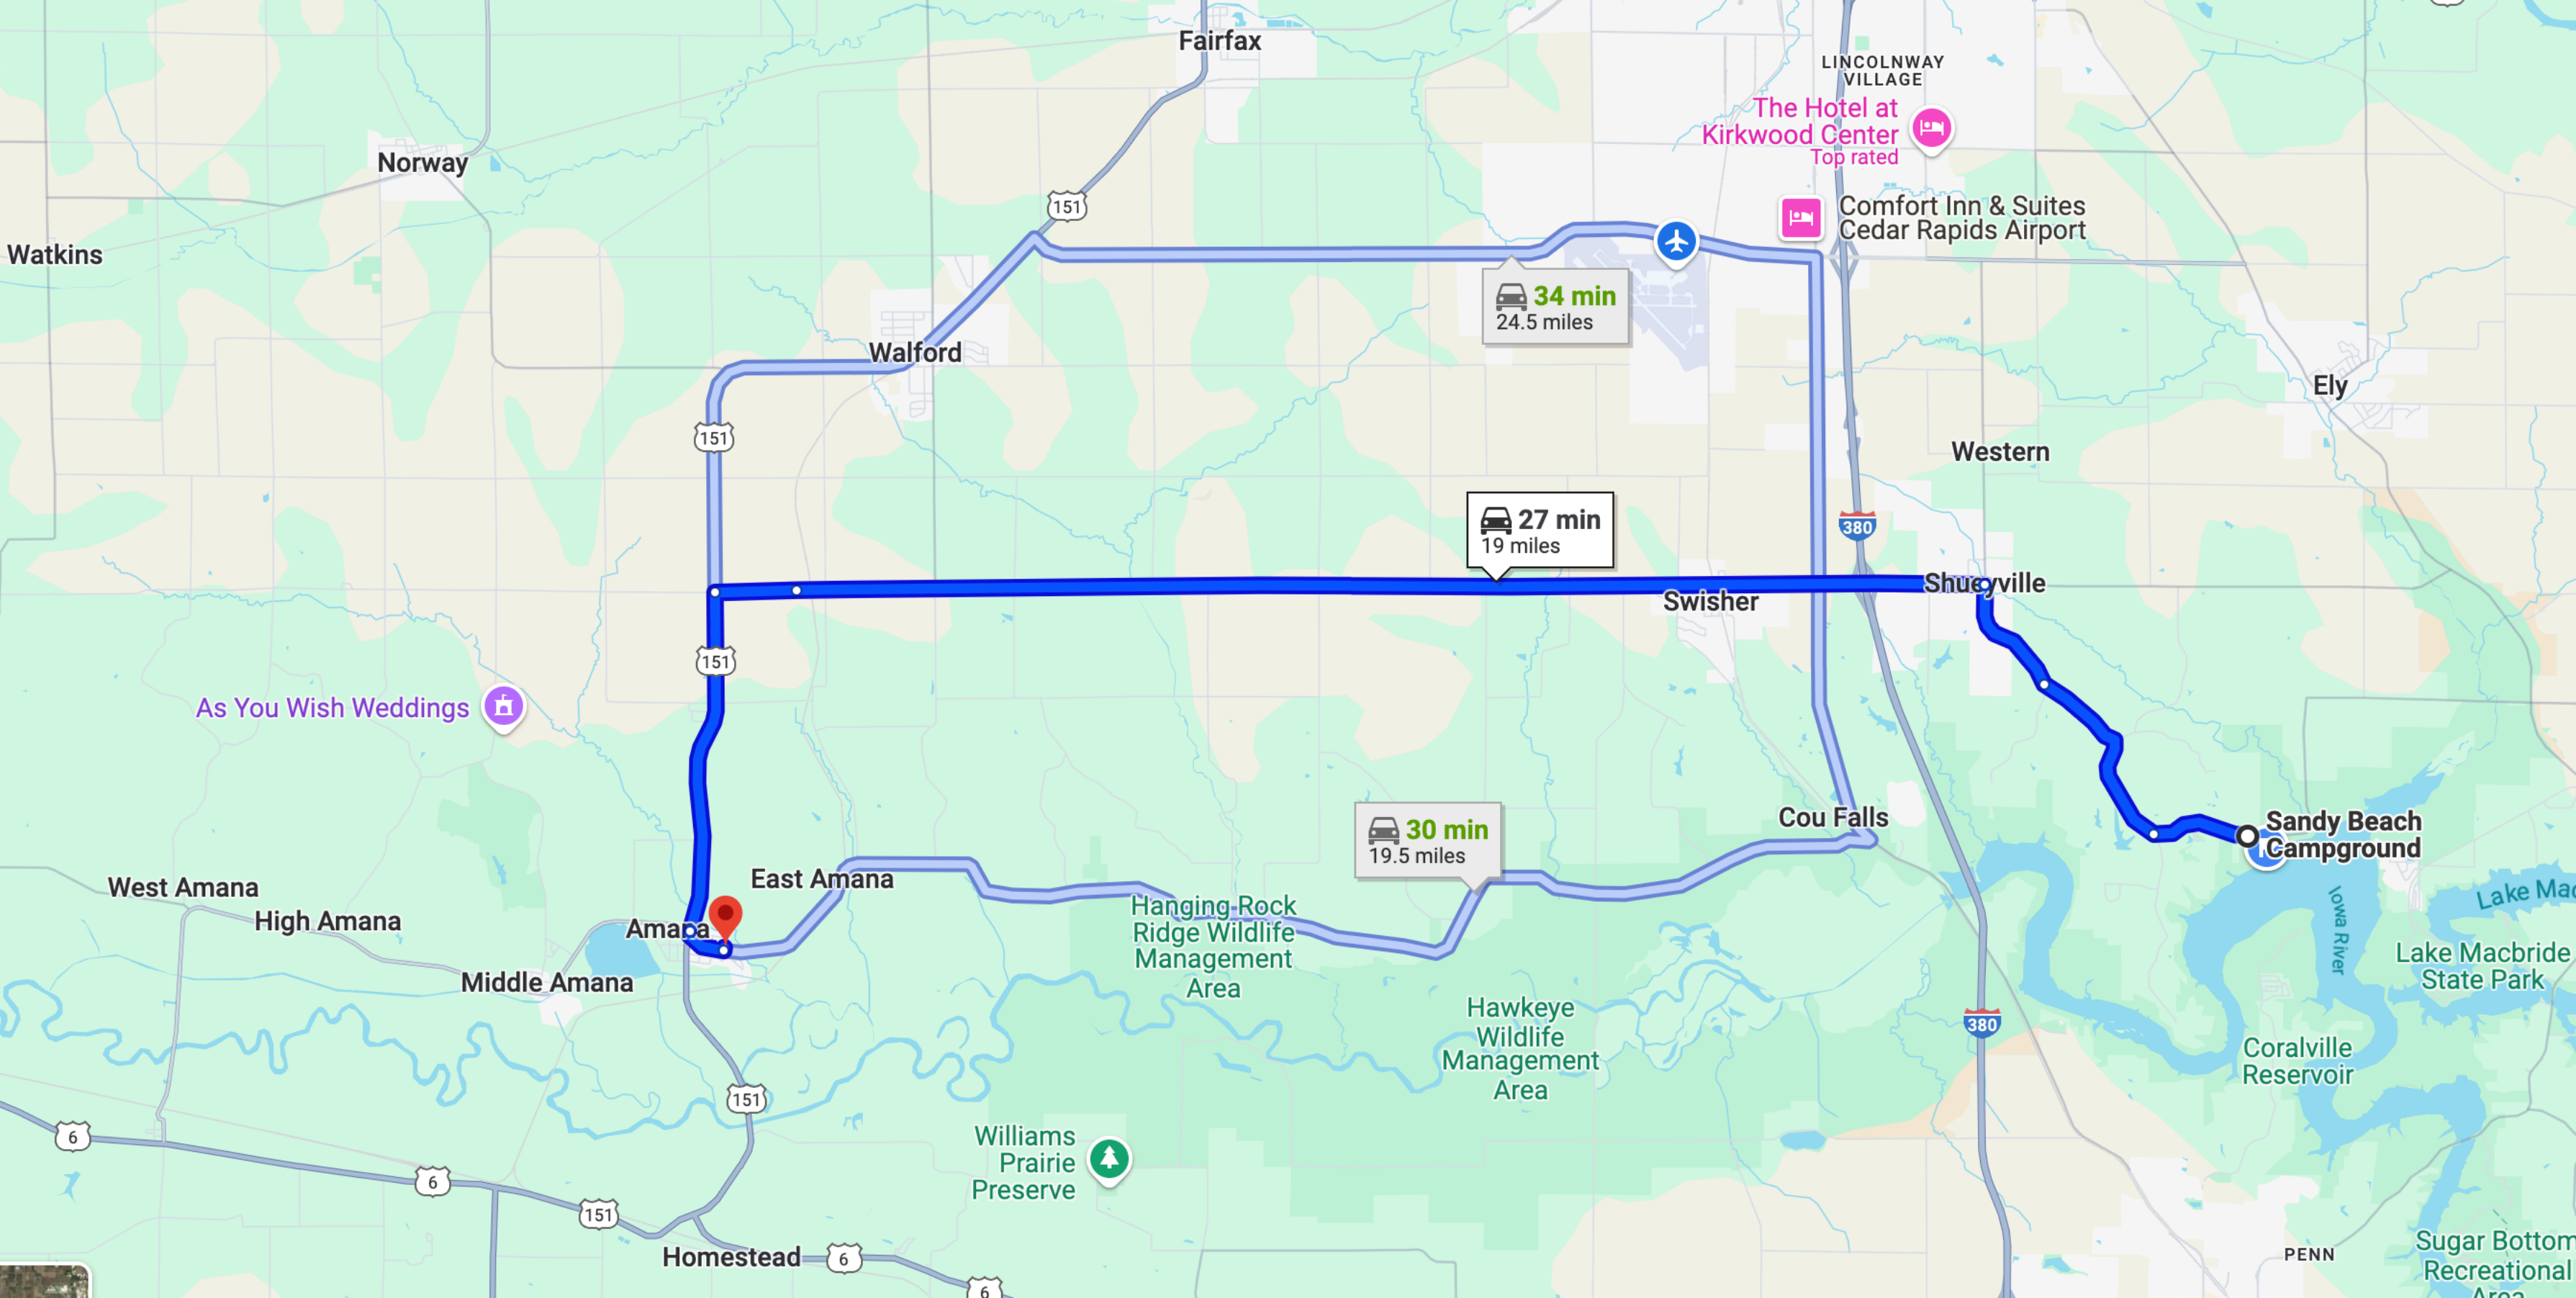 Fairfax
LINCOLNWAY
VILLAGE
The Hotel at
Kirkwood Center
Top rated
Norway
151
Comfort Inn & Suites
Cedar Rapids Airport
Watkins
34 min
24.5 miles
Walford
Ely
151
Western
27 min
19 miles
380
Shueyville
Swisher
151
As You Wish Weddings
Cou Falls
Sandy Beach
Campground
30 min
19.5 miles
East Amana
West Amana
High Amana
Amana
Hanging Rock
Ridge Wildlife
Management
Area
Iowa River
Lake Mac
Lake Macbride
State Park
Middle Amana
Hawkeye
Wildlife
Management
Area
380
Coralville
Reservoir
151
6
Williams
Prairie
Preserve
6
151
Homestead
6
6
PENN
Sugar Bottom
Recreational
Area